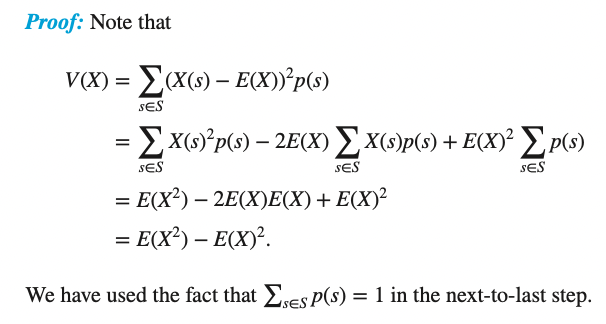 Proof: Note that
V(X) = ∑_{s∈S} (X(s) − E(X))²p(s)
= ∑_{s∈S} X(s)²p(s) − 2E(X) ∑_{s∈S} X(s)p(s) + E(X)² ∑_{s∈S} p(s)
= E(X²) − 2E(X)E(X) + E(X)²
= E(X²) − E(X)².
We have used the fact that ∑_{s∈S} p(s) = 1 in the next-to-last step.